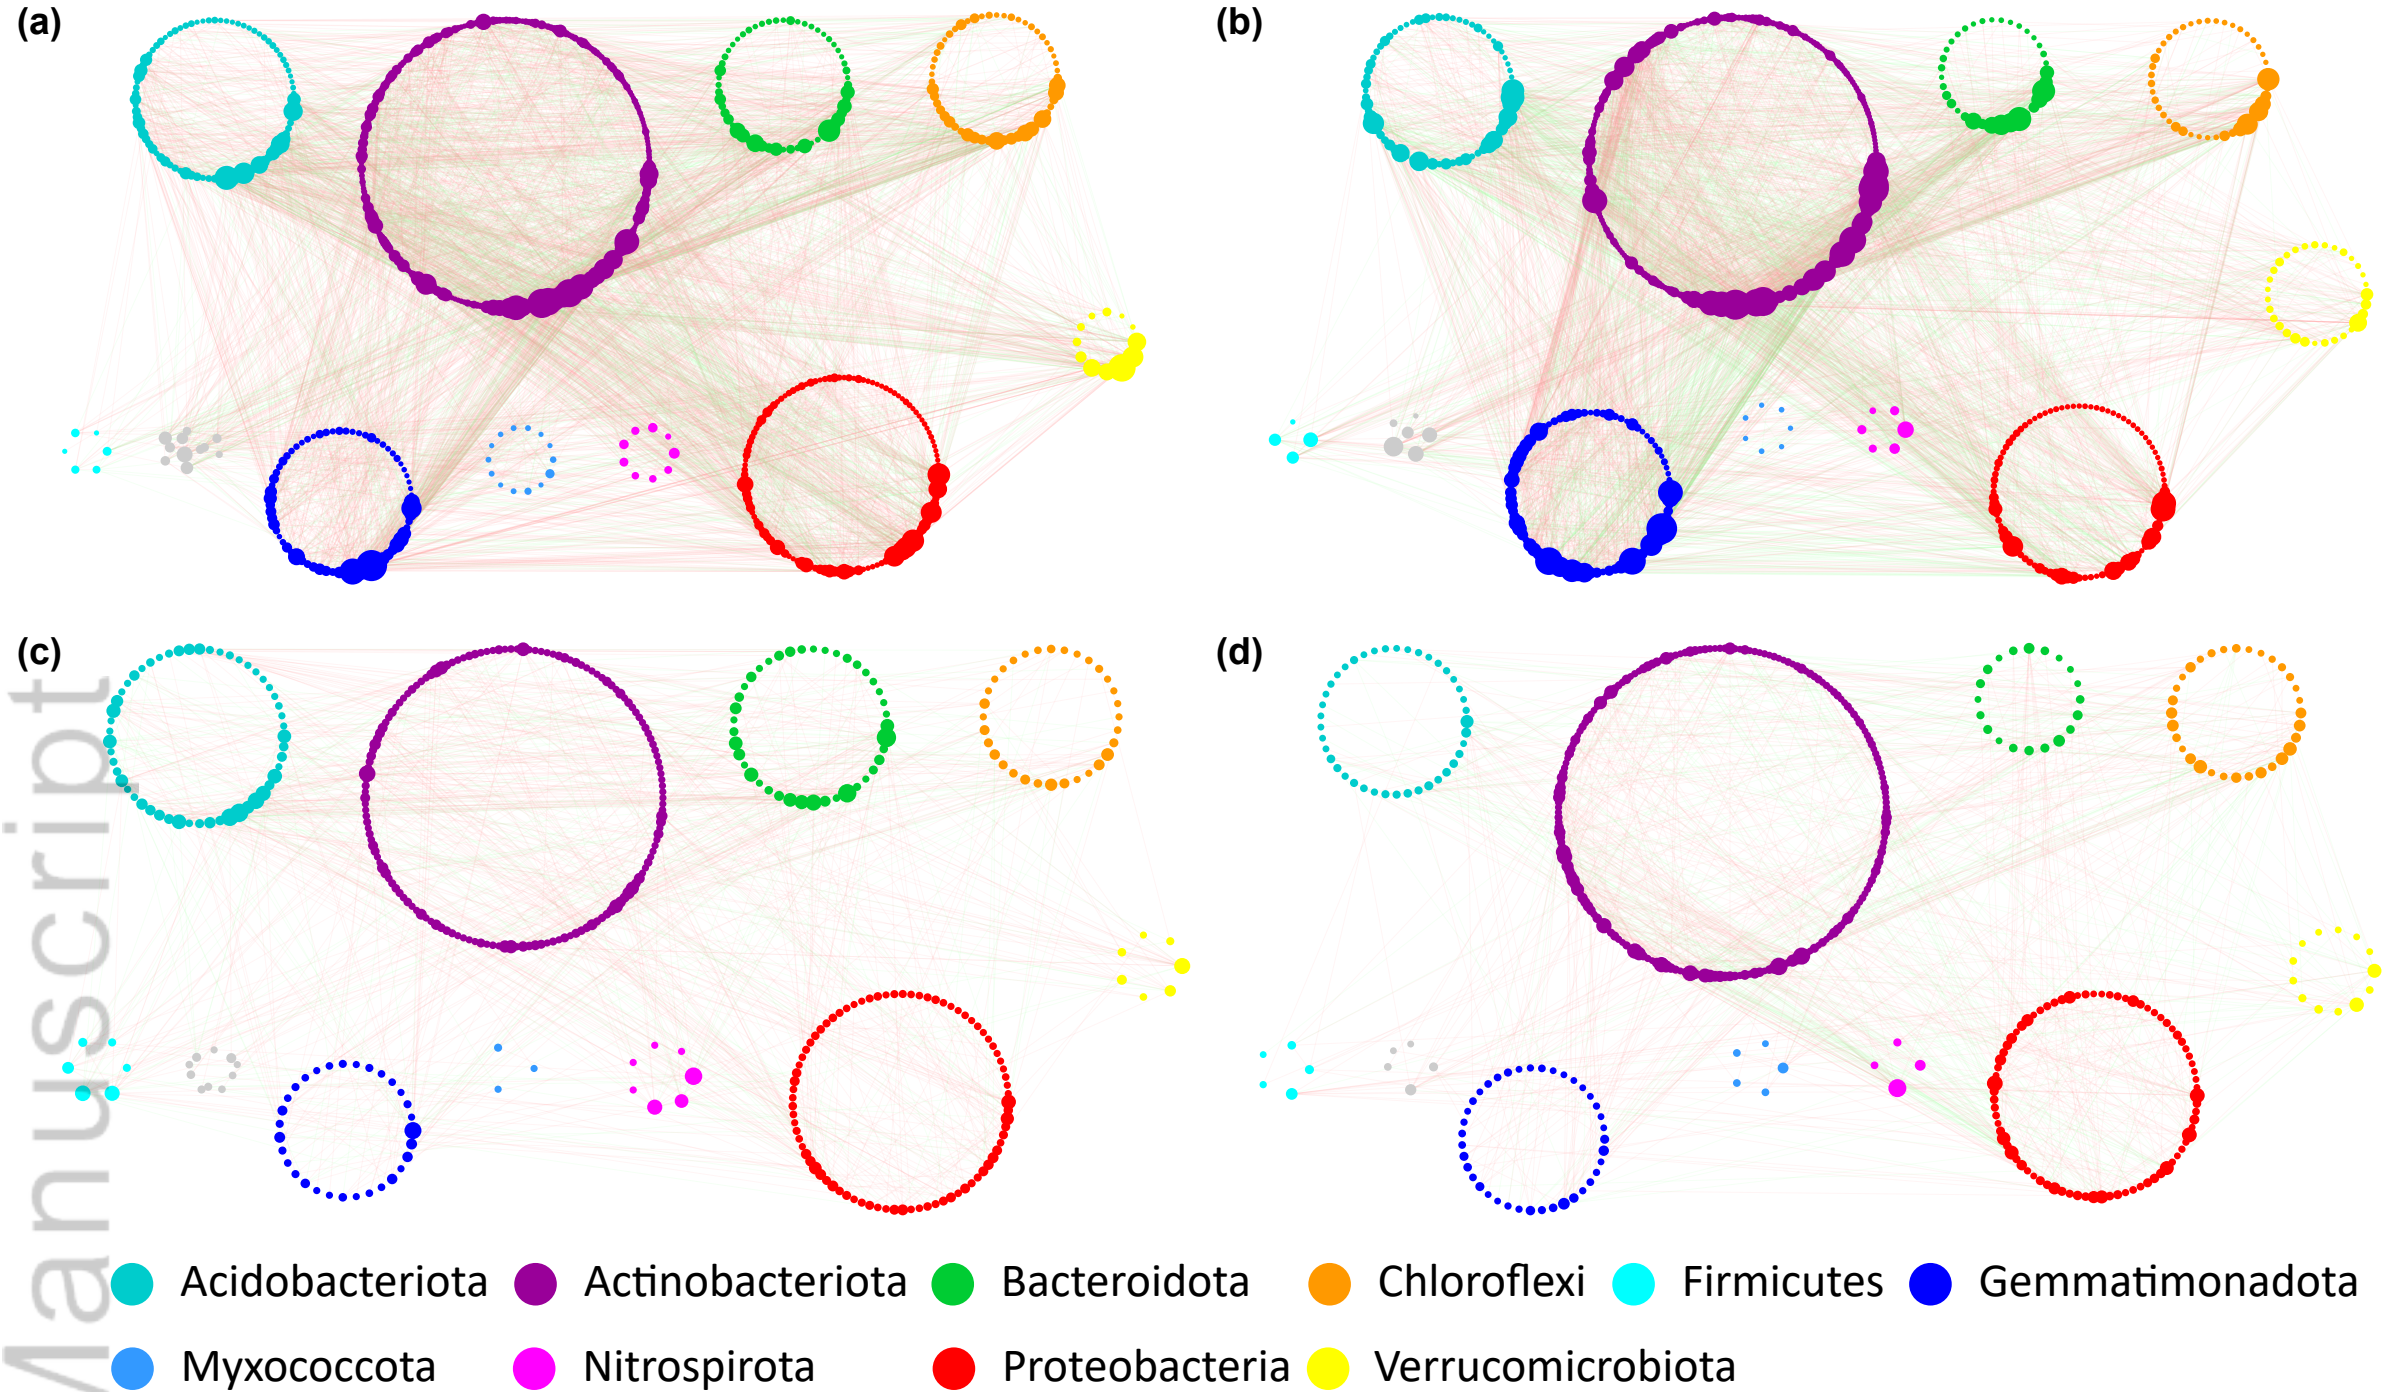 (a)
(b)
(c)
(d)
Manuscript
Acidobacteriota
Actinobacteriota
Bacteroidota
Chloroflexi
Firmicutes
Gemmatimonadota
Myxococcota
Nitrospirota
Proteobacteria
Verrucomicrobiota